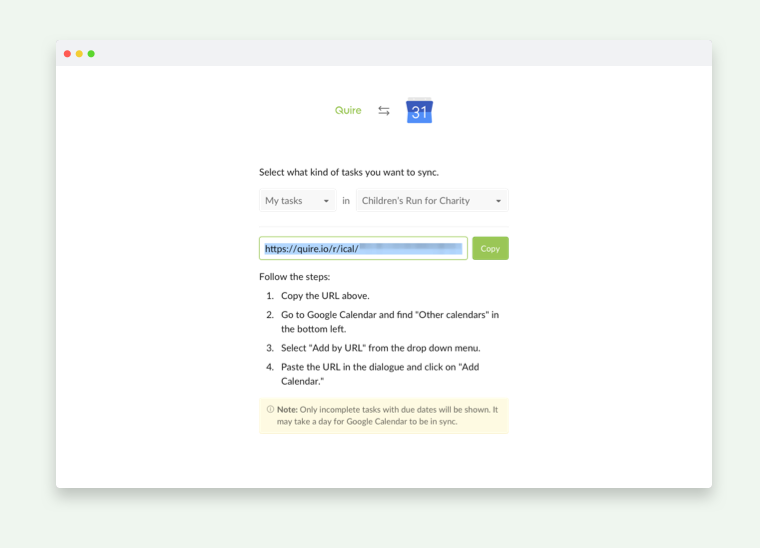 Quire
31
Select what kind of tasks you want to sync.
My tasks in Children's Run for Charity
https://quire.io/r/ical/
Copy
Follow the steps:
1. Copy the URL above.
2. Go to Google Calendar and find "Other calendars" in
the bottom left.
3. Select "Add by URL" from the drop down menu.
4. Paste the URL in the dialogue and click on "Add
Calendar."
Note: Only incomplete tasks with due dates will be shown. It
may take a day for Google Calendar to be in sync.